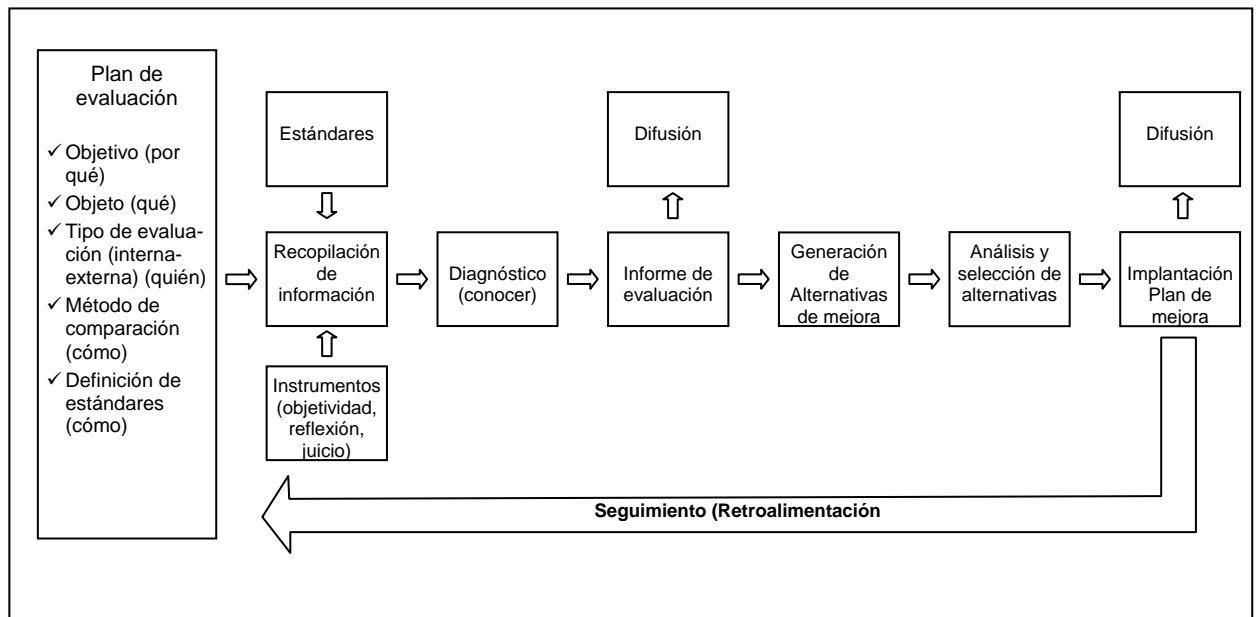 Plan de
evaluación
✓ Objetivo (por
qué)
✓ Objeto (qué)
✓ Tipo de evalua-
ción (interna-
externa) (quién)
✓ Método de
comparación
(cómo)
✓ Definición de
estándares
(cómo)
Estándares
Recopilación
de
información
Instrumentos
(objetividad,
reflexión,
juicio)
Diagnóstico
(conocer)
Difusión
Informe de
evaluación
Generación
de
Alternativas
de mejora
Análisis y
selección de
alternativas
Difusión
Implantación
Plan de
mejora
Seguimiento (Retroalimentación